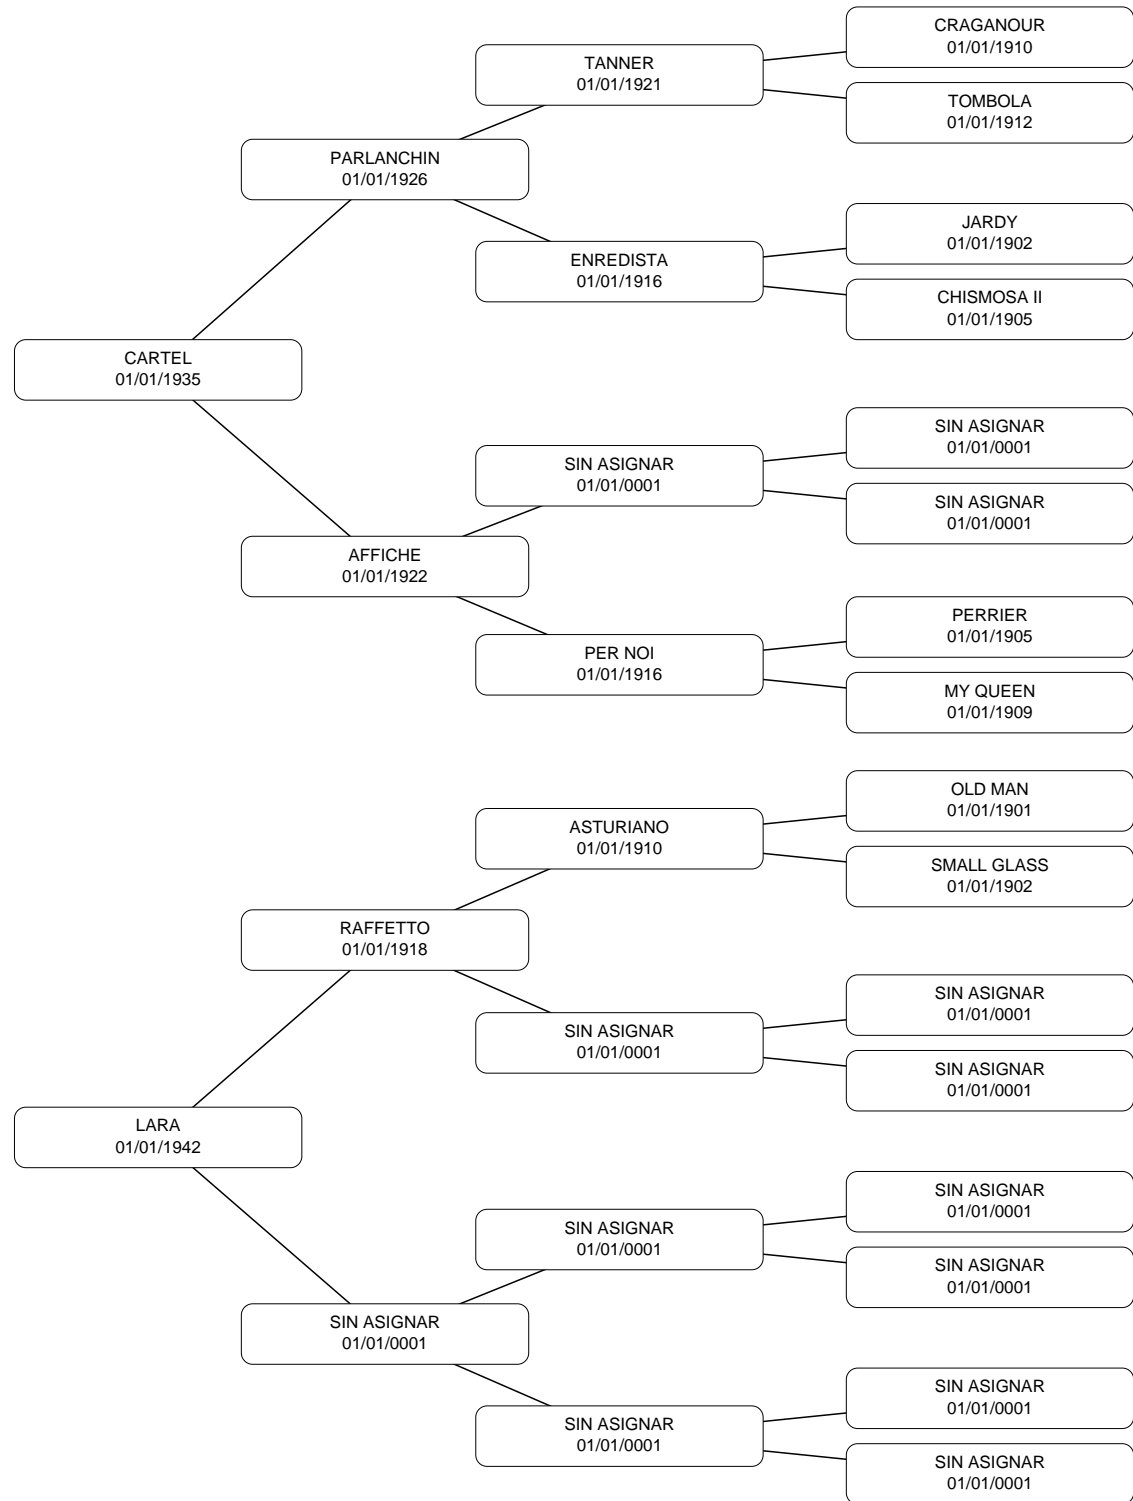 CRAGANOUR
01/01/1910
TANNER
01/01/1921
TOMBOLA
01/01/1912
PARLANCHIN
01/01/1926
JARDY
01/01/1902
ENREDISTA
01/01/1916
CHISMOSA II
01/01/1905
CARTEL
01/01/1935
SIN ASIGNAR
01/01/0001
SIN ASIGNAR
01/01/0001
SIN ASIGNAR
01/01/0001
AFFICHE
01/01/1922
PERRIER
01/01/1905
PER NOI
01/01/1916
MY QUEEN
01/01/1909
OLD MAN
01/01/1901
ASTURIANO
01/01/1910
SMALL GLASS
01/01/1902
RAFFETTO
01/01/1918
SIN ASIGNAR
01/01/0001
SIN ASIGNAR
01/01/0001
SIN ASIGNAR
01/01/0001
LARA
01/01/1942
SIN ASIGNAR
01/01/0001
SIN ASIGNAR
01/01/0001
SIN ASIGNAR
01/01/0001
SIN ASIGNAR
01/01/0001
SIN ASIGNAR
01/01/0001
SIN ASIGNAR
01/01/0001
SIN ASIGNAR
01/01/0001